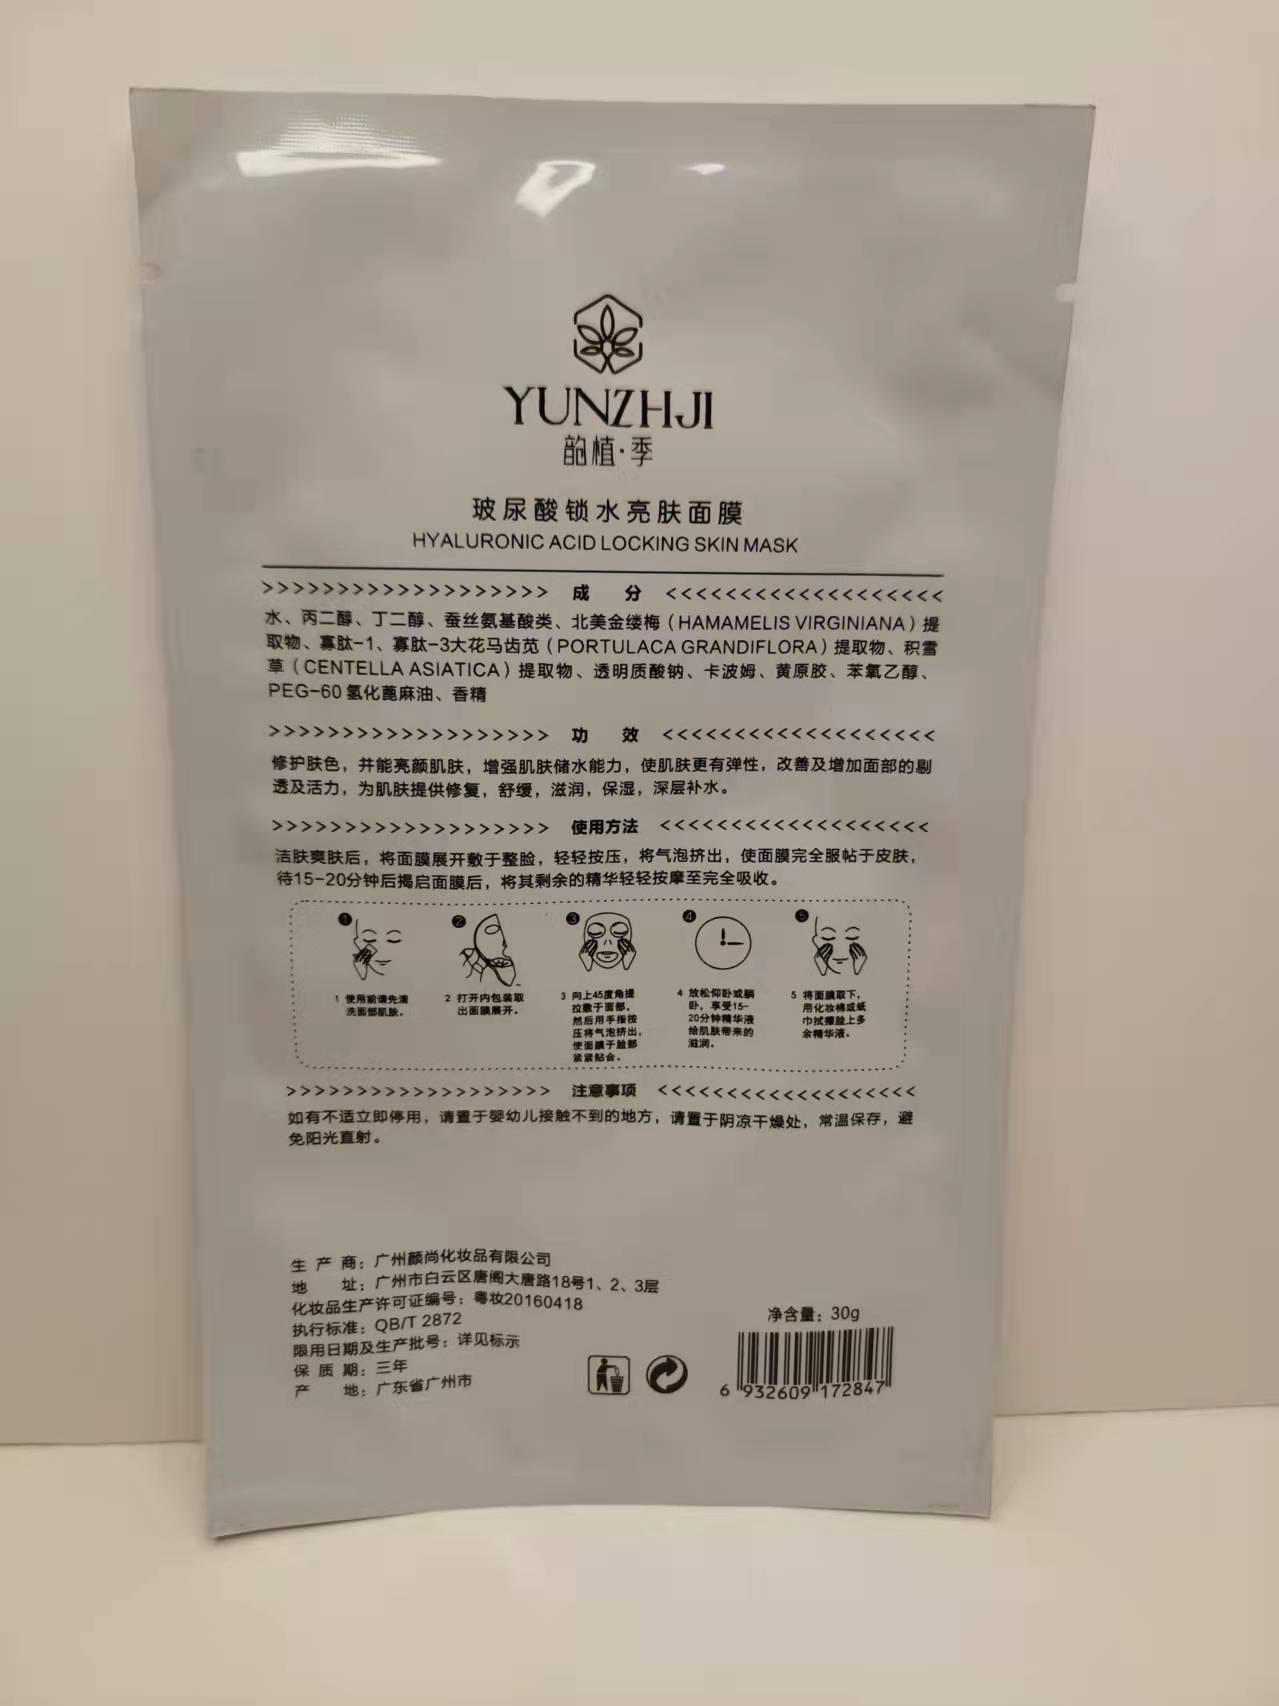 YUNZHJI
韵植·季
玻尿酸锁水亮肤面膜
HYALURONIC ACID LOCKING SKIN MASK
>>>>>>>>>>>>>>>>>>> 成 分 <<<<<<<<<<<<<<<<<<<
水、丙二醇、丁二醇、蚕丝氨基酸类、北美金缕梅（HAMAMELIS VIRGINIANA）提
取物、寡肽-1、寡肽-3大花马齿苋（PORTULACA GRANDIFLORA）提取物、积雪
草（CENTELLA ASIATICA）提取物、透明质酸钠、卡波姆、黄原胶、苯氧乙醇、
PEG-60 氢化蓖麻油、香精
>>>>>>>>>>>>>>>>>>> 功 效 <<<<<<<<<<<<<<<<<<<
修护肤色，并能亮颜肌肤，增强肌肤储水能力，使肌肤更有弹性，改善及增加面部的剔
透及活力，为肌肤提供修复，舒缓，滋润，保湿，深层补水。
>>>>>>>>>>>>>>>>>>> 使用方法 <<<<<<<<<<<<<<<<<<<
洁肤爽肤后，将面膜展开敷于整脸，轻轻按压，将气泡挤出，使面膜完全服帖于皮肤，
待15-20分钟后揭启面膜后，将其剩余的精华轻轻按摩至完全吸收。
1 使用前请先清
洗面部肌肤。
2 打开内包装取
出面膜展开。
3 向上45度角提
拉敷于面部，
然后用手指按
压将气泡挤出，
使面膜于脸部
紧紧贴合。
4 放松仰卧或躺
卧，享受15-
20分钟精华液
给肌肤带来的
滋润。
5 将面膜取下，
用化妆棉或纸
巾拭擦脸上多
余精华液。
>>>>>>>>>>>>>>>>>>> 注意事项 <<<<<<<<<<<<<<<<<<<
如有不适立即停用，请置于婴幼儿接触不到的地方，请置于阴凉干燥处，常温保存，避
免阳光直射。
生产商：广州颜尚化妆品有限公司
地址：广州市白云区唐阁大唐路18号1、2、3层
化妆品生产许可证编号：粤妆20160418
执行标准：QB/T 2872
限用日期及生产批号：详见标示
保质期：三年
产地：广东省广州市
净含量：30g
6 932609 172847